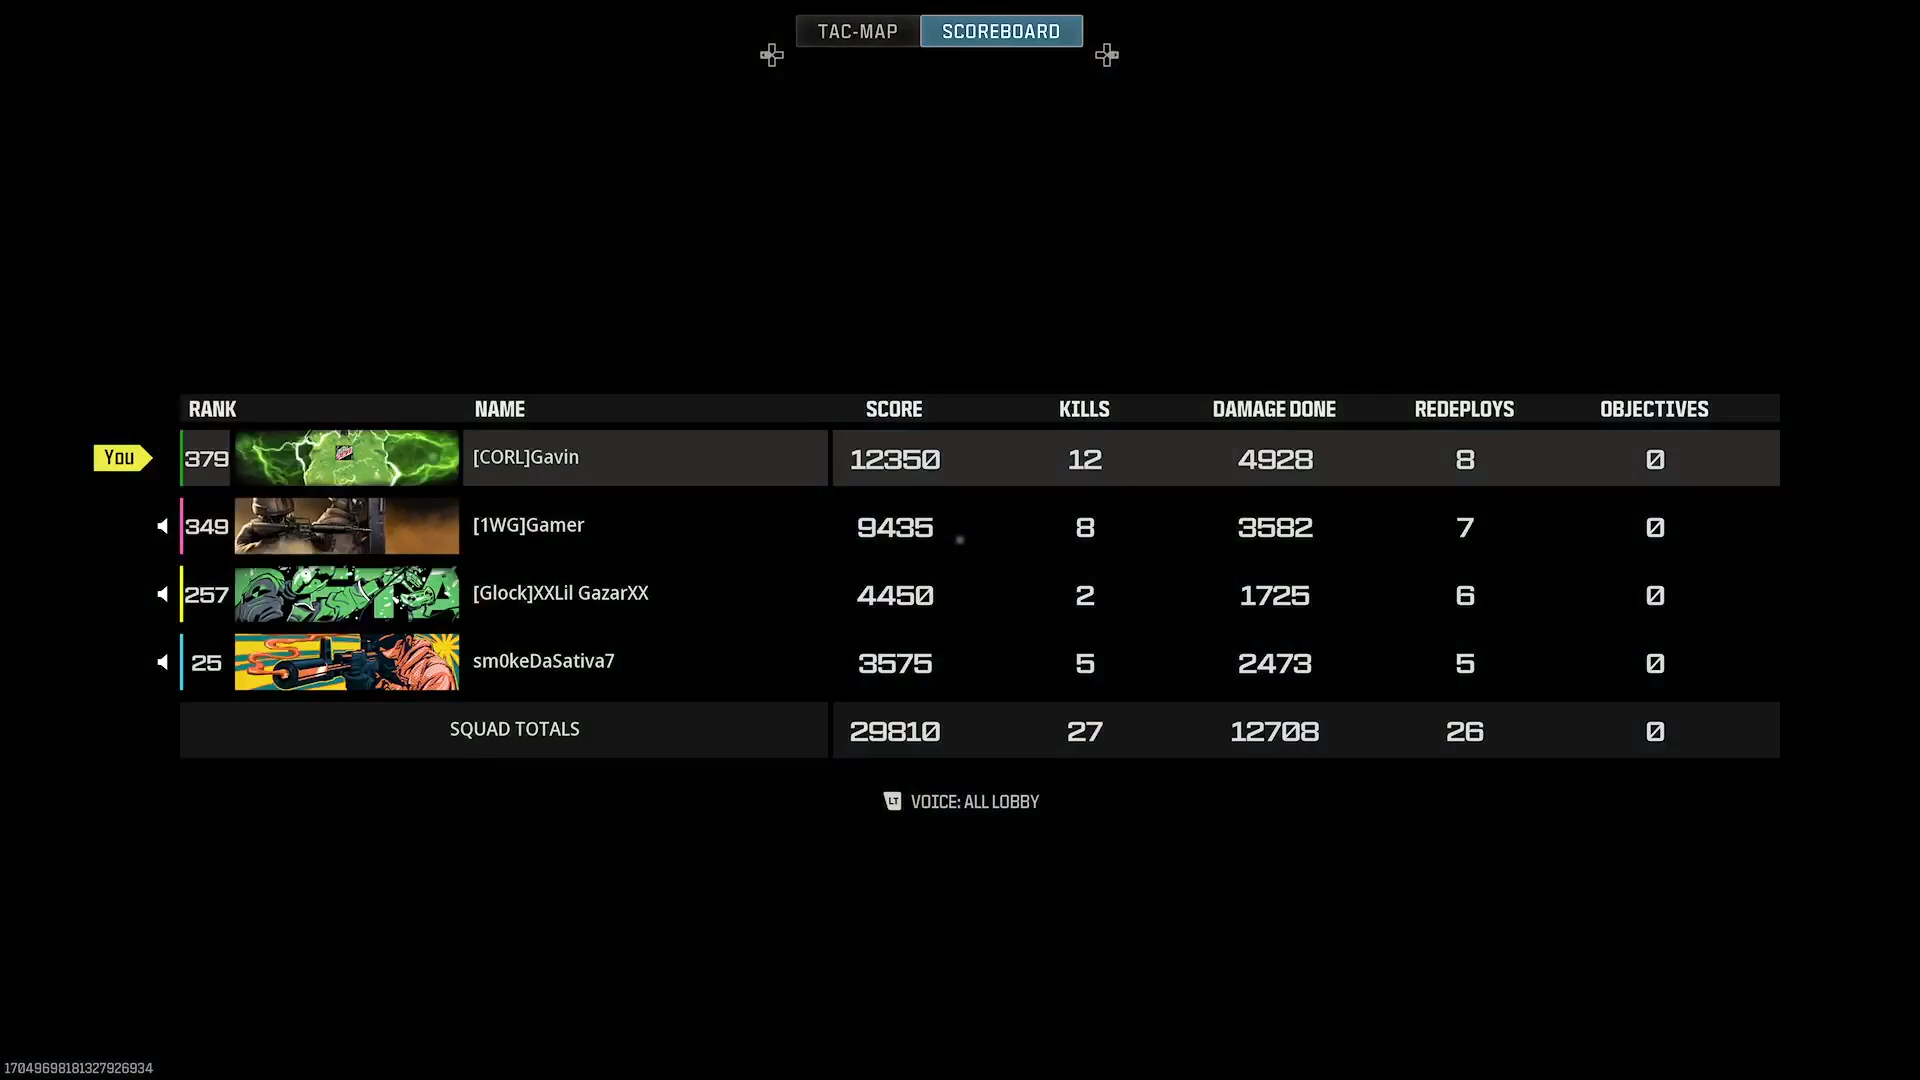 TAC-MAP SCOREBOARD
RANK NAME SCORE KILLS DAMAGE DONE REDEPLOYS OBJECTIVES
You 379 [CORL]Gavin 12350 12 4928 8 0
349 [1WG]Gamer 9435 8 3582 7 0
257 [Glock]XXLil GazarXX 4450 2 1725 6 0
25 sm0keDaSativa7 3575 5 2473 5 0
SQUAD TOTALS 29810 27 12708 26 0
LT VOICE: ALL LOBBY
17049698181327926934